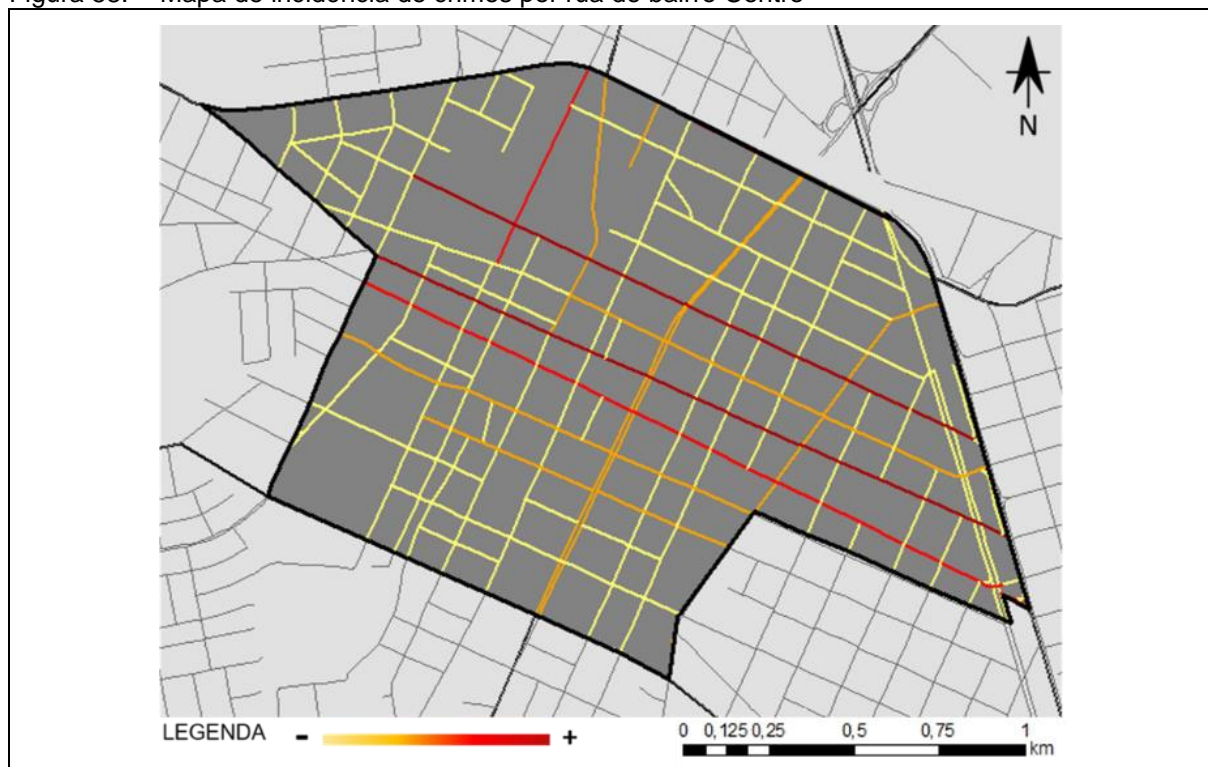 Mapa de incidência de crimes por rua do bairro Centro
N
LEGENDA - +
0 0,125 0,25 0,5 0,75 1
km